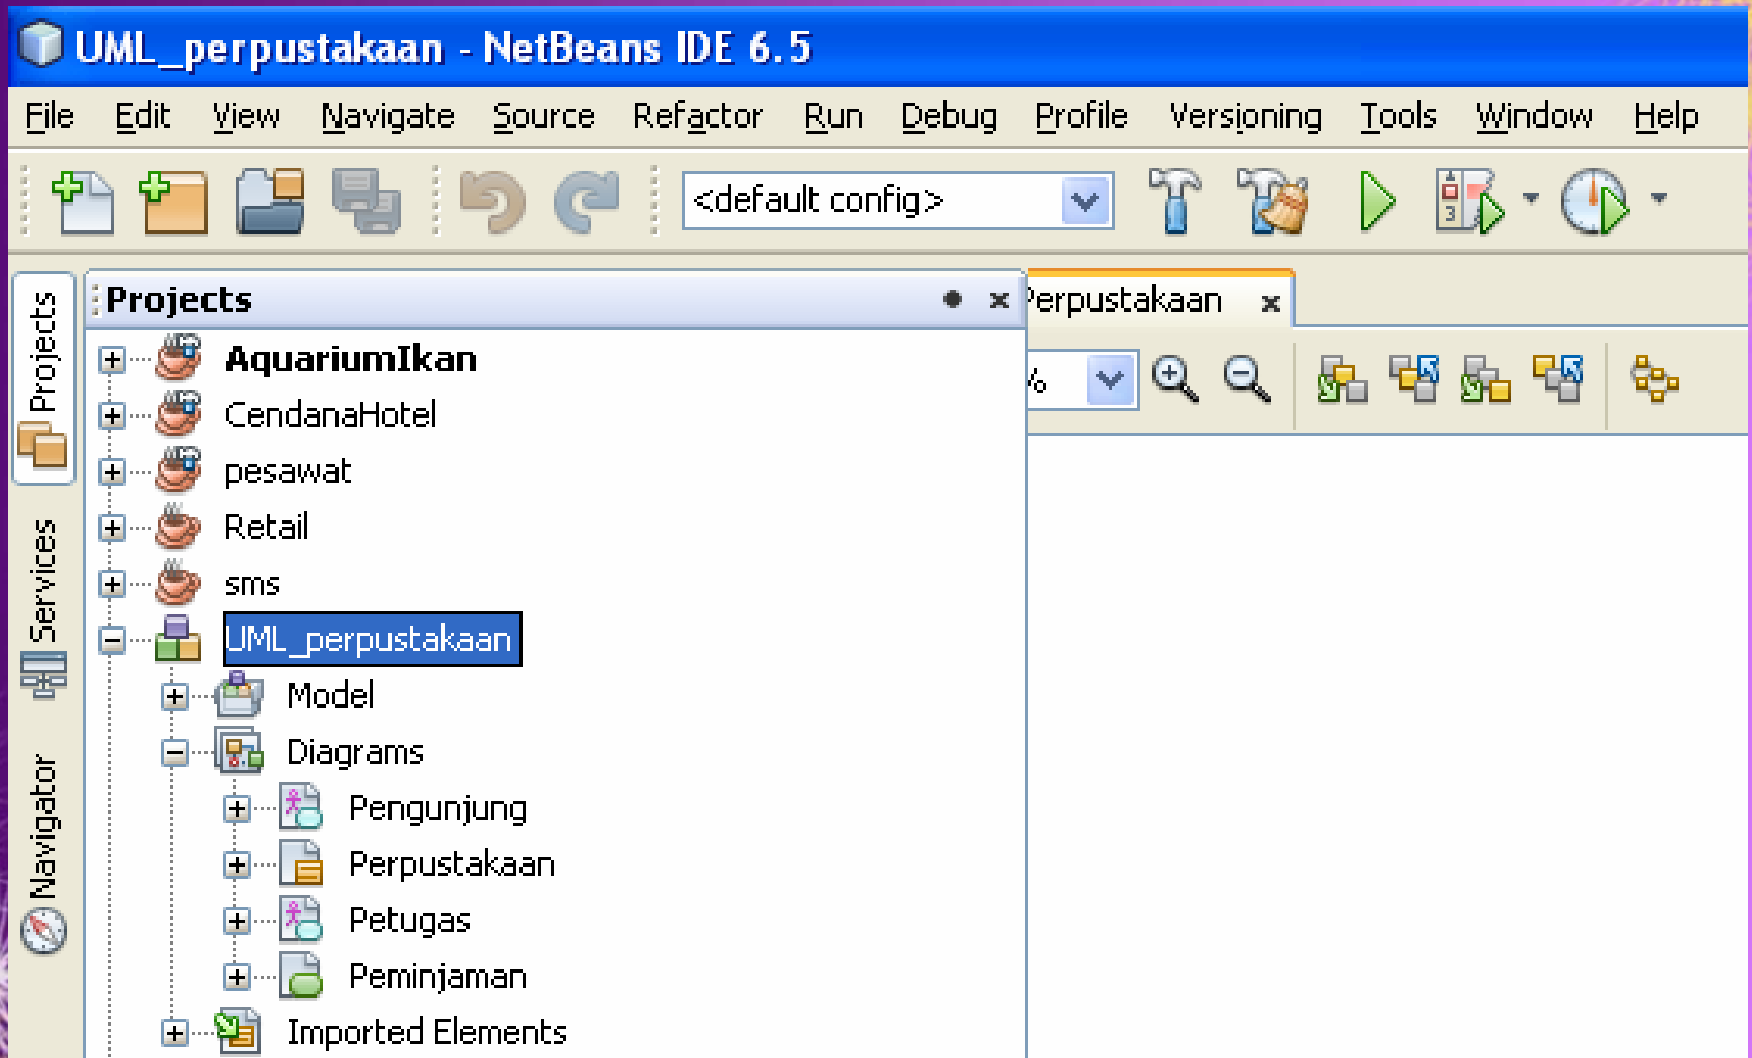 UML_perpustakaan - NetBeans IDE 6.5
File Edit View Navigate Source Refactor Run Debug Profile Versioning Tools Window Help
<default config>
Projects
Services
Navigator
Projects
AquariumIkan
CendanaHotel
pesawat
Retail
sms
UML_perpustakaan
Model
Diagrams
Pengunjung
Perpustakaan
Petugas
Peminjaman
Imported Elements
Perpustakaan
%